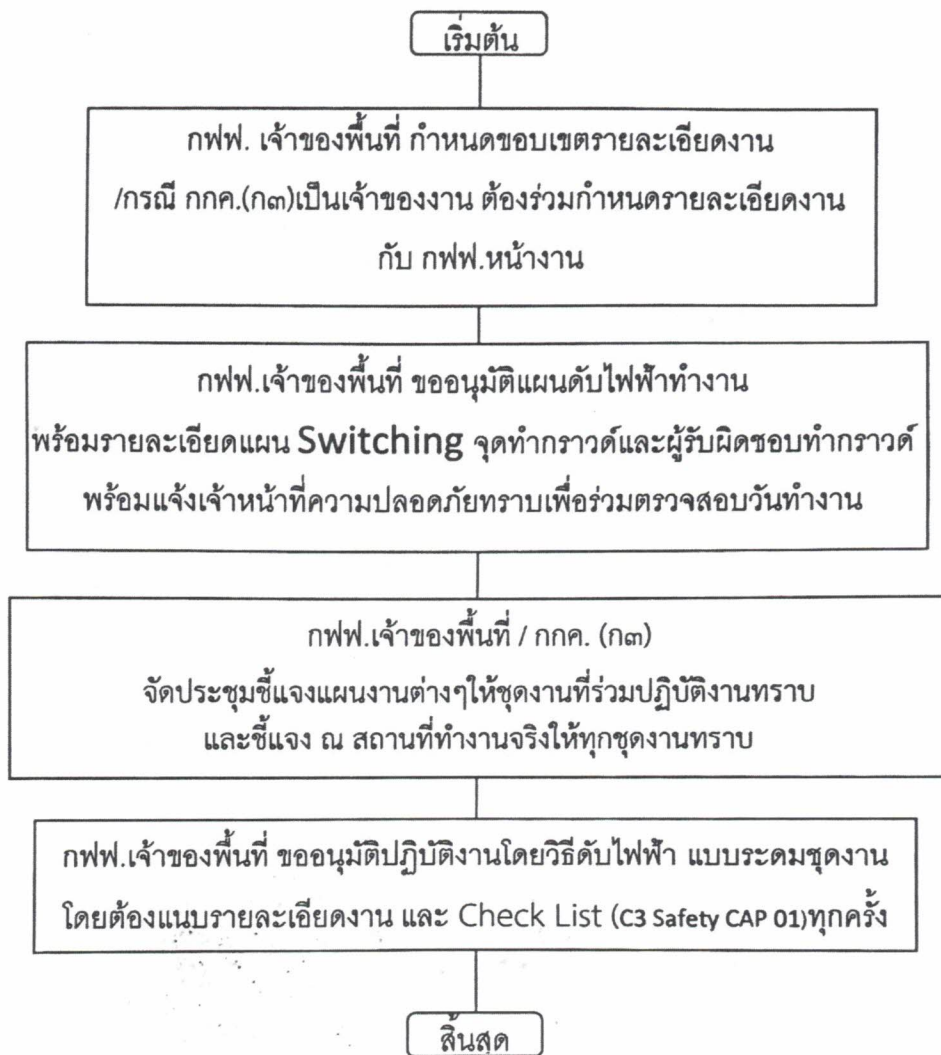 เริ่มต้น
กฟฟ. เจ้าของพื้นที่ กำหนดขอบเขตรายละเอียดงาน
/กรณี กกค.(ก๓)เป็นเจ้าของงาน ต้องร่วมกำหนดรายละเอียดงาน
กับ กฟฟ.หน้างาน
กฟฟ.เจ้าของพื้นที่ ขออนุมัติแผนดับไฟฟ้าทำงาน
พร้อมรายละเอียดแผน Switching จุดทำกราวด์และผู้รับผิดชอบทำกราวด์
พร้อมแจ้งเจ้าหน้าที่ความปลอดภัยทราบเพื่อร่วมตรวจสอบวันทำงาน
กฟฟ.เจ้าของพื้นที่ / กกค. (ก๓)
จัดประชุมชี้แจงแผนงานต่างๆให้ชุดงานที่ร่วมปฏิบัติงานทราบ
และชี้แจง ณ สถานที่ทำงานจริงให้ทุกชุดงานทราบ
กฟฟ.เจ้าของพื้นที่ ขออนุมัติปฏิบัติงานโดยวิธีดับไฟฟ้า แบบระดมชุดงาน
โดยต้องแนบรายละเอียดงาน และ Check List (C3 Safety CAP 01)ทุกครั้ง
สิ้นสุด